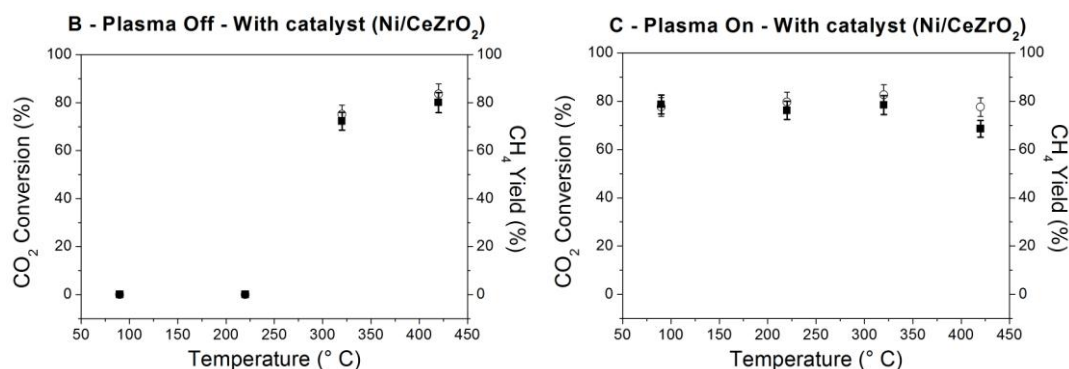 B - Plasma Off - With catalyst (Ni/CeZrO₂)
CO₂ Conversion (%)
100
80
60
40
20
0
100
80
60
40
20
0
CH₄ Yield (%)
50 100 150 200 250 300 350 400 450
Temperature (° C)
C - Plasma On - With catalyst (Ni/CeZrO₂)
CO₂ Conversion (%)
100
80
60
40
20
0
100
80
60
40
20
0
CH₄ Yield (%)
50 100 150 200 250 300 350 400 450
Temperature (° C)